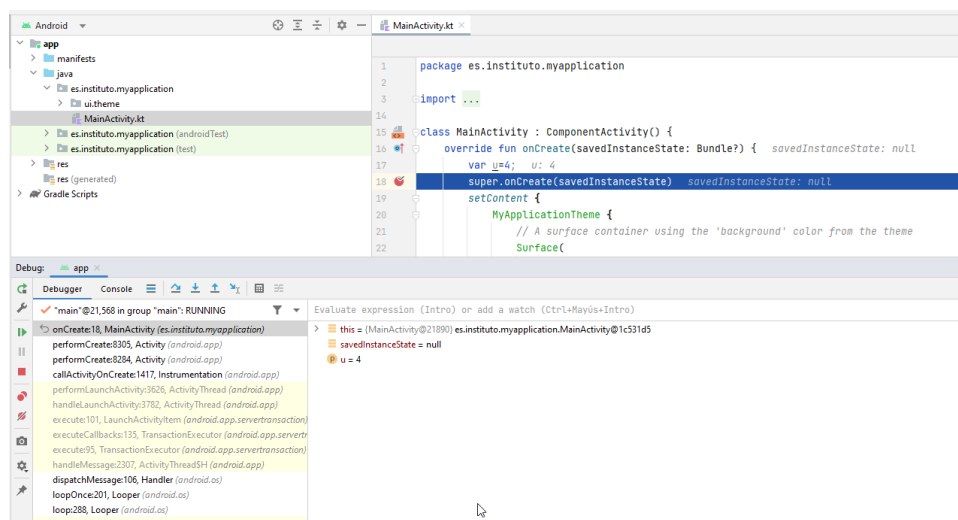 Android
MainActivity.kt
app
manifests
java
es.instituto.myapplication
ui.theme
MainActivity.kt
es.instituto.myapplication (androidTest)
es.instituto.myapplication (test)
res
res (generated)
Gradle Scripts
1 package es.instituto.myapplication
2
3 import ...
14
15 class MainActivity : ComponentActivity() {
16 override fun onCreate(savedInstanceState: Bundle?) { savedInstanceState: null
17 var u=4; u: 4
18 super.onCreate(savedInstanceState) savedInstanceState: null
19 setContent {
20 MyApplicationTheme {
21 // A surface container using the 'background' color from the theme
22 Surface(
Debug: app
Debugger Console
"main"@21,568 in group "main": RUNNING
onCreate:18, MainActivity (es.instituto.myapplication)
performCreate:8305, Activity (android.app)
performCreate:8284, Activity (android.app)
callActivityOnCreate:1417, Instrumentation (android.app)
performLaunchActivity:3626, ActivityThread (android.app)
handleLaunchActivity:3782, ActivityThread (android.app)
execute:101, LaunchActivityItem (android.app.servertransaction)
executeCallbacks:135, TransactionExecutor (android.app.servertr
execute:95, TransactionExecutor (android.app.servertransaction)
handleMessage:2307, ActivityThread$H (android.app)
dispatchMessage:106, Handler (android.os)
loopOnce:201, Looper (android.os)
loop:288, Looper (android.os)
Evaluate expression (Intro) or add a watch (Ctrl+Mayús+Intro)
this = {MainActivity@21890} es.instituto.myapplication.MainActivity@1c531d5
savedInstanceState = null
p u = 4